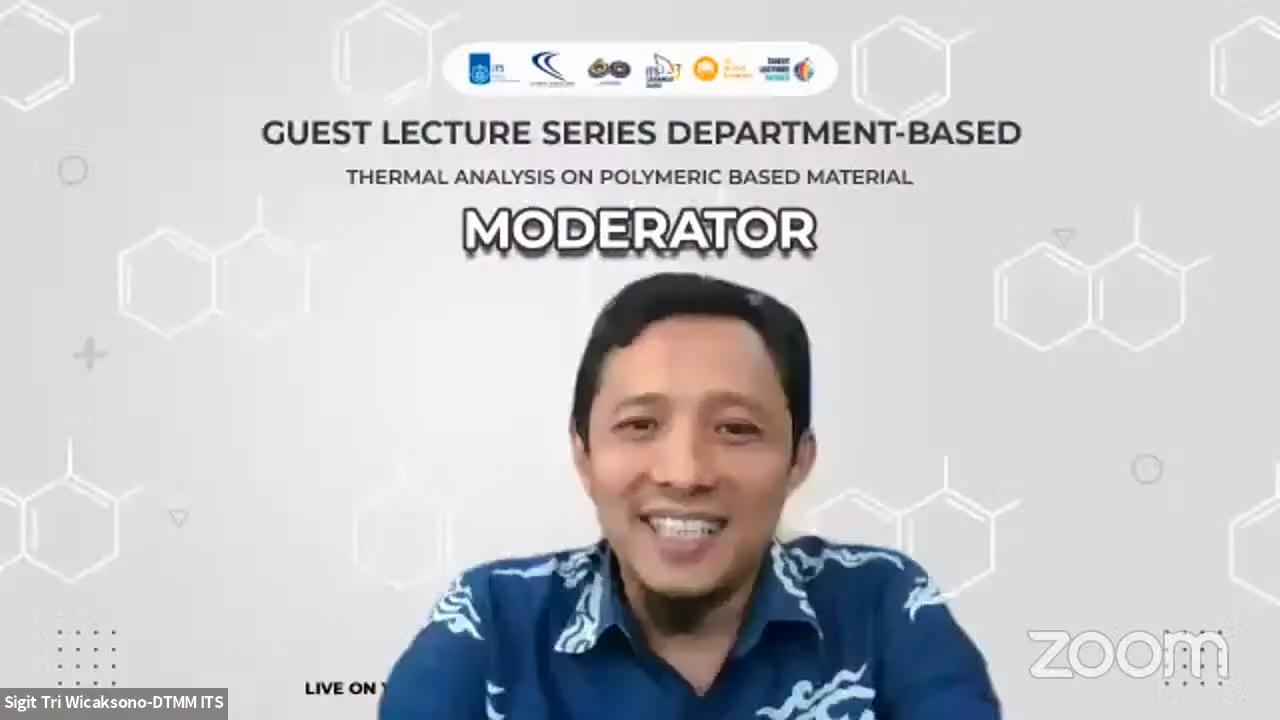 ITS
GUEST LECTURE SERIES DEPARTMENT-BASED
THERMAL ANALYSIS ON POLYMERIC BASED MATERIAL
MODERATOR
LIVE ON
zoom
Sigit Tri Wicaksono-DTMM ITS